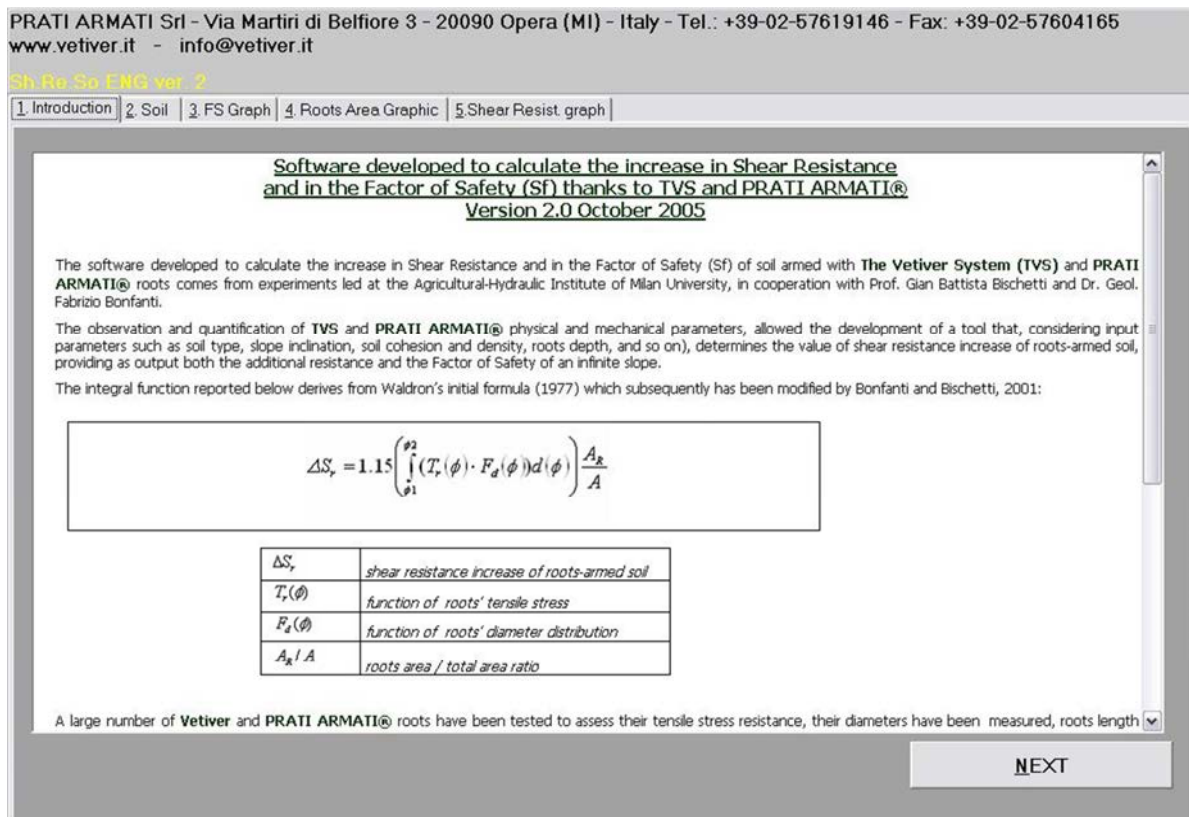 PRATI ARMATI Srl - Via Martiri di Belfiore 3 - 20090 Opera (MI) - Italy - Tel.: +39-02-57619146 - Fax: +39-02-57604165
www.vetiver.it - info@vetiver.it
Sh.Re.So ENG ver. 2
1. Introduction 2. Soil 3. FS Graph 4. Roots Area Graphic 5.Shear Resist. graph
Software developed to calculate the increase in Shear Resistance
and in the Factor of Safety (Sf) thanks to TVS and PRATI ARMATI®
Version 2.0 October 2005
The software developed to calculate the increase in Shear Resistance and in the Factor of Safety (Sf) of soil armed with The Vetiver System (TVS) and PRATI
ARMATI® roots comes from experiments led at the Agricultural-Hydraulic Institute of Milan University, in cooperation with Prof. Gian Battista Bischetti and Dr. Geol.
Fabrizio Bonfanti.
The observation and quantification of TVS and PRATI ARMATI® physical and mechanical parameters, allowed the development of a tool that, considering input
parameters such as soil type, slope inclination, soil cohesion and density, roots depth, and so on), determines the value of shear resistance increase of roots-armed soil,
providing as output both the additional resistance and the Factor of Safety of an infinite slope.
The integral function reported below derives from Waldron's initial formula (1977) which subsequently has been modified by Bonfanti and Bischetti, 2001:
ΔSr = 1.15(∫ϕ1ϕ2(Tr(ϕ)·Fd(ϕ))d(ϕ)) AR/A
ΔSr shear resistance increase of roots-armed soil
Tr(ϕ) function of roots' tensile stress
Fd(ϕ) function of roots' diameter distribution
AR / A roots area / total area ratio
A large number of Vetiver and PRATI ARMATI® roots have been tested to assess their tensile stress resistance, their diameters have been measured, roots length
NEXT